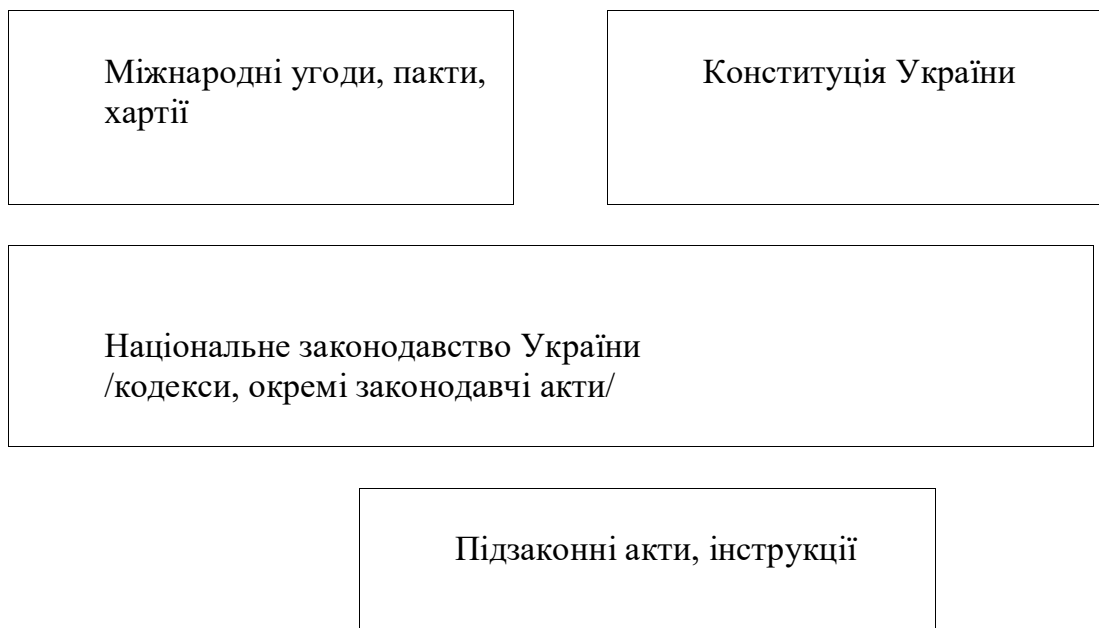 Міжнародні угоди, пакти,
хартії
Конституція України
Національне законодавство України
/кодекси, окремі законодавчі акти/
Підзаконні акти, інструкції